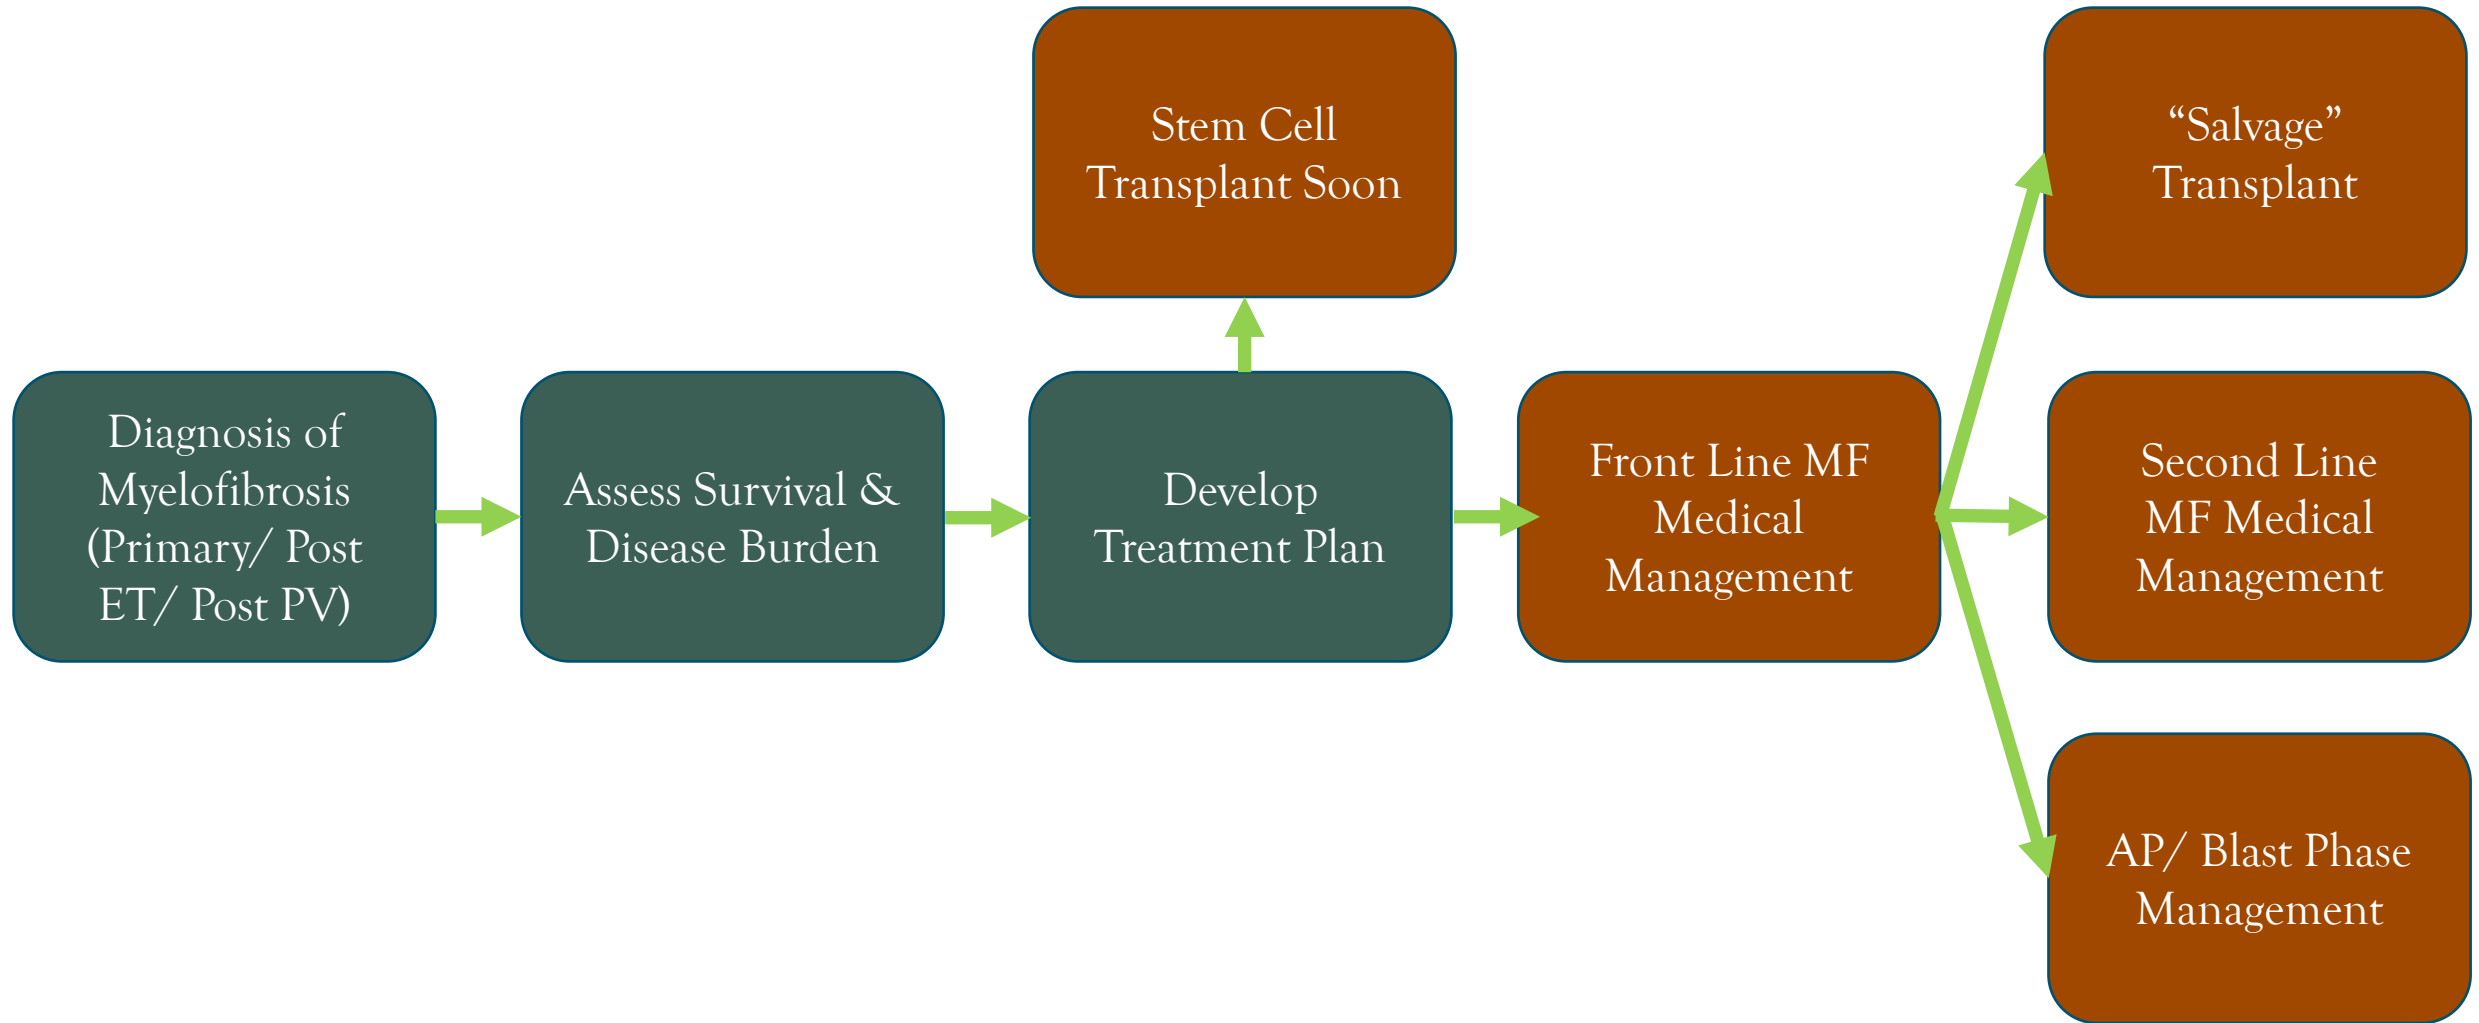 Stem Cell
Transplant Soon
“Salvage”
Transplant
Diagnosis of
Myelofibrosis
(Primary/ Post
ET/ Post PV)
Assess Survival &
Disease Burden
Develop
Treatment Plan
Front Line MF
Medical
Management
Second Line
MF Medical
Management
AP/ Blast Phase
Management